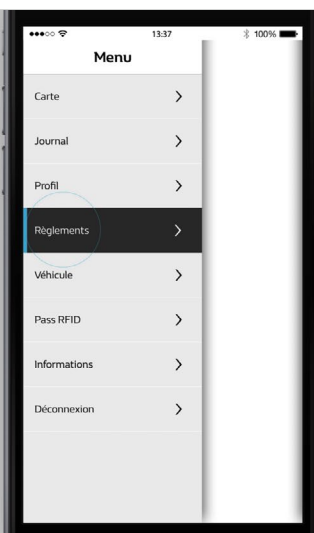 13:37
100%
Menu
Carte
Journal
Profil
Règlements
Véhicule
Pass RFID
Informations
Déconnexion